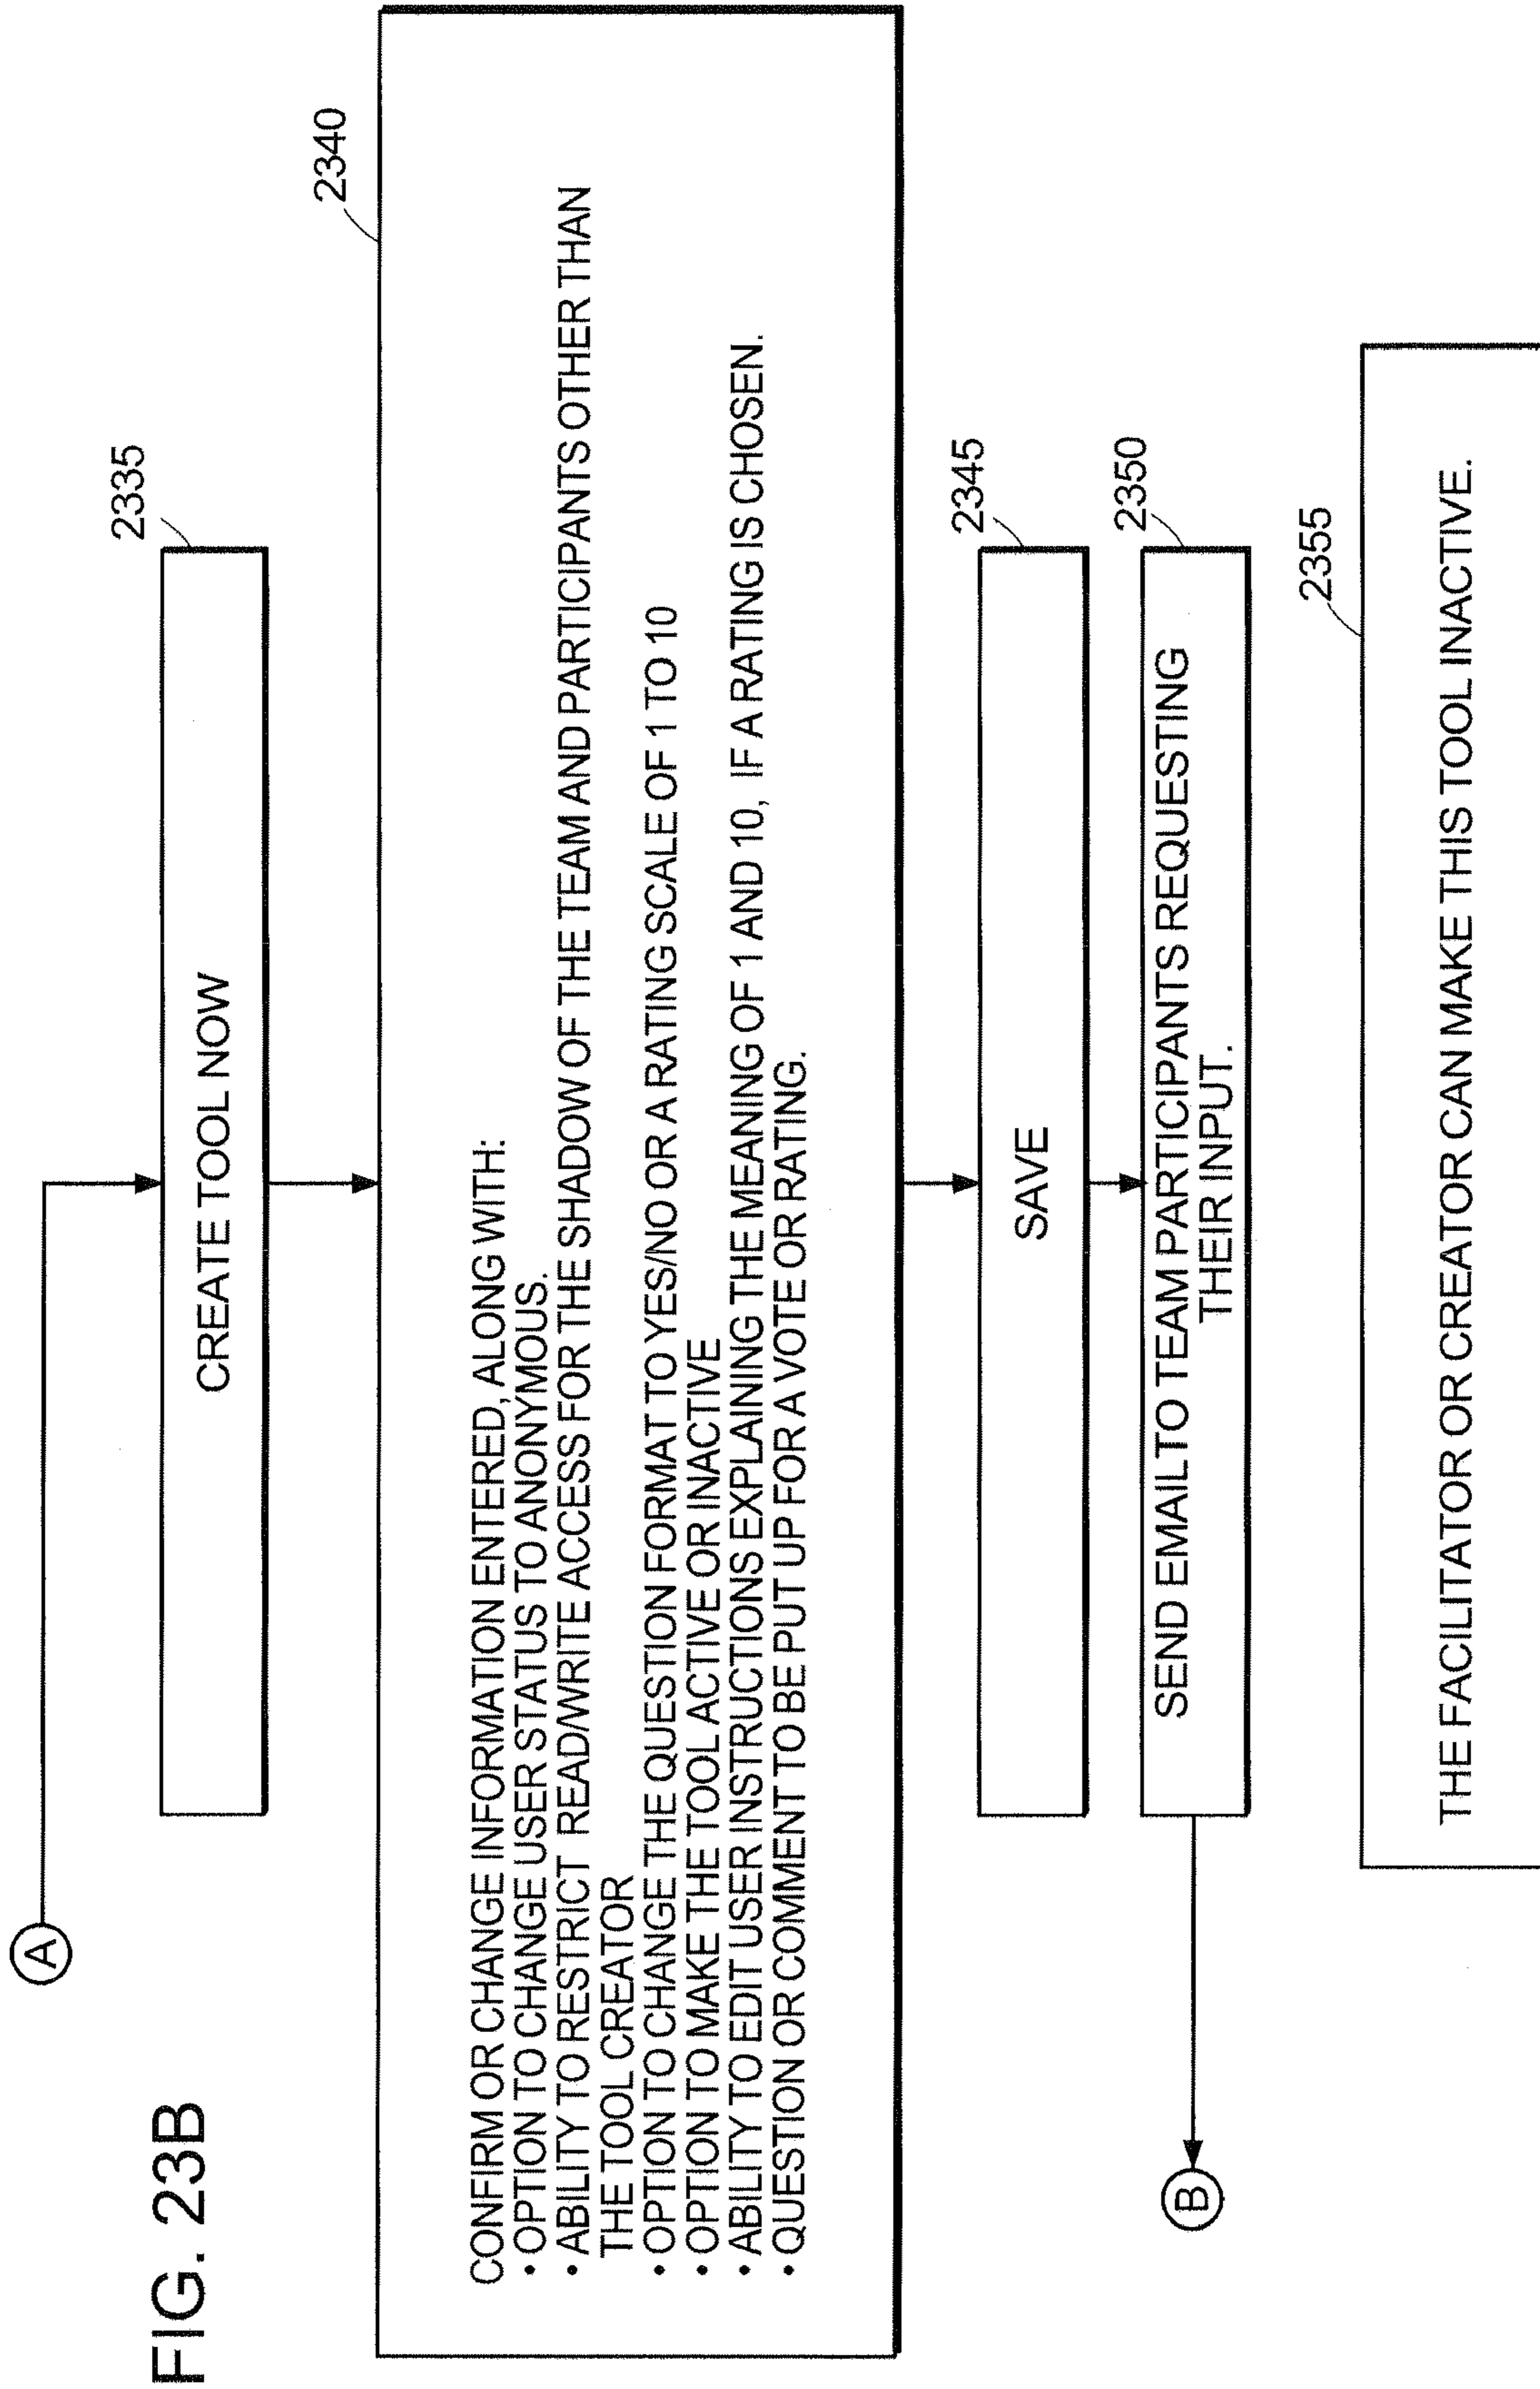 FIG. 23B
A
2335
CREATE TOOL NOW
2340
CONFIRM OR CHANGE INFORMATION ENTERED, ALONG WITH:
• OPTION TO CHANGE USER STATUS TO ANONYMOUS.
• ABILITY TO RESTRICT READ/WRITE ACCESS FOR THE SHADOW OF THE TEAM AND PARTICIPANTS OTHER THAN
THE TOOL CREATOR
• OPTION TO CHANGE THE QUESTION FORMAT TO YES/NO OR A RATING SCALE OF 1 TO 10
• OPTION TO MAKE THE TOOL ACTIVE OR INACTIVE
• ABILITY TO EDIT USER INSTRUCTIONS EXPLAINING THE MEANING OF 1 AND 10, IF A RATING IS CHOSEN.
• QUESTION OR COMMENT TO BE PUT UP FOR A VOTE OR RATING.
2345
SAVE
2350
SEND EMAIL TO TEAM PARTICIPANTS REQUESTING
THEIR INPUT.
B
2355
THE FACILITATOR OR CREATOR CAN MAKE THIS TOOL INACTIVE.